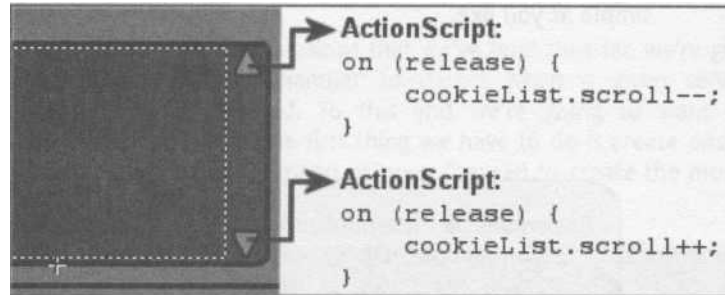 ActionScript:
on (release) {
cookieList.scroll--;
}
ActionScript:
on (release) {
cookieList.scroll++;
}